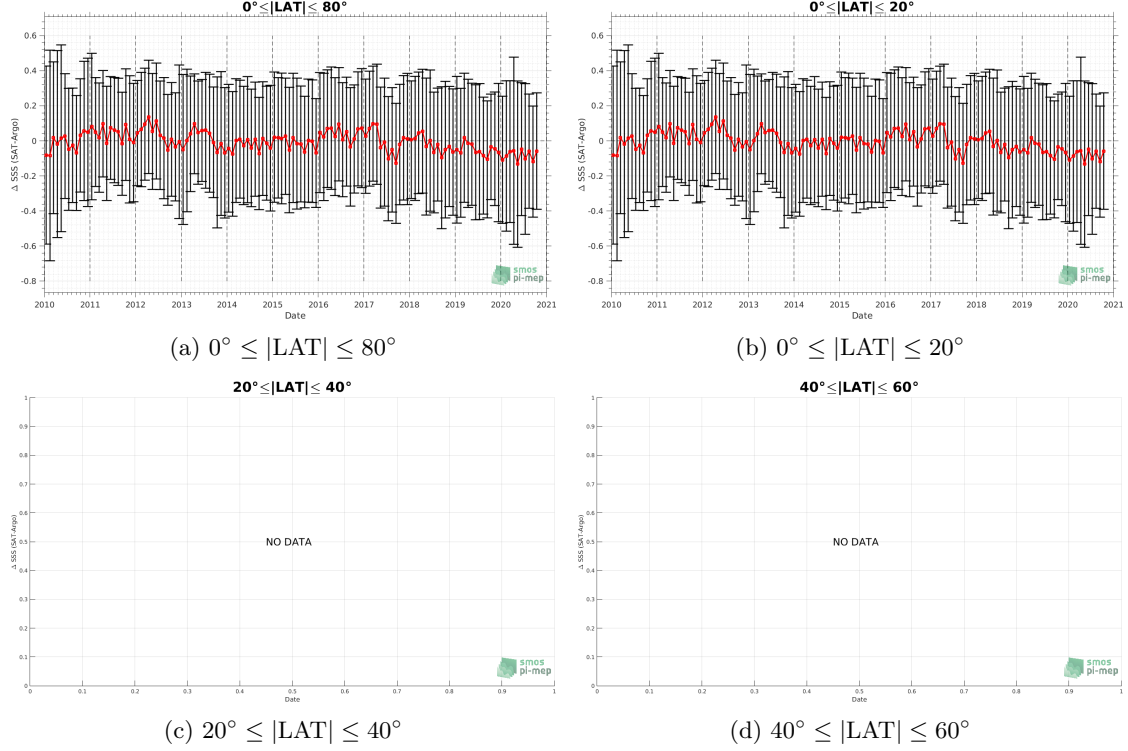 0°≤|LAT|≤ 80°
0.6
0.4
0.2
0
-0.2
-0.4
-0.6
-0.8
Δ SSS (SAT-Argo)
smos
pi-mep
2010 2011 2012 2013 2014 2015 2016 2017 2018 2019 2020 2021
Date
(a) 0° ≤ |LAT| ≤ 80°
0°≤|LAT|≤ 20°
0.6
0.4
0.2
0
-0.2
-0.4
-0.6
-0.8
Δ SSS (SAT-Argo)
smos
pi-mep
2010 2011 2012 2013 2014 2015 2016 2017 2018 2019 2020 2021
Date
(b) 0° ≤ |LAT| ≤ 20°
20°≤|LAT|≤ 40°
1
0.9
0.8
0.7
0.6
0.5
0.4
0.3
0.2
0.1
0
Δ SSS (SAT-Argo)
NO DATA
smos
pi-mep
0 0.1 0.2 0.3 0.4 0.5 0.6 0.7 0.8 0.9 1
Date
(c) 20° ≤ |LAT| ≤ 40°
40°≤|LAT|≤ 60°
1
0.9
0.8
0.7
0.6
0.5
0.4
0.3
0.2
0.1
0
Δ SSS (SAT-Argo)
NO DATA
smos
pi-mep
0 0.1 0.2 0.3 0.4 0.5 0.6 0.7 0.8 0.9 1
Date
(d) 40° ≤ |LAT| ≤ 60°